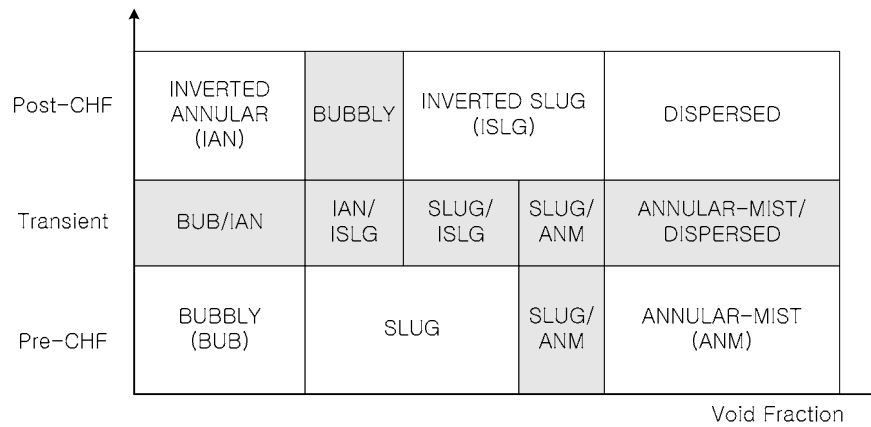 Post-CHF
INVERTED
ANNULAR
(IAN)
BUBBLY
INVERTED SLUG
(ISLG)
DISPERSED
Transient
BUB/IAN
IAN/
ISLG
SLUG/
ISLG
SLUG/
ANM
ANNULAR-MIST/
DISPERSED
Pre-CHF
BUBBLY
(BUB)
SLUG
SLUG/
ANM
ANNULAR-MIST
(ANM)
Void Fraction